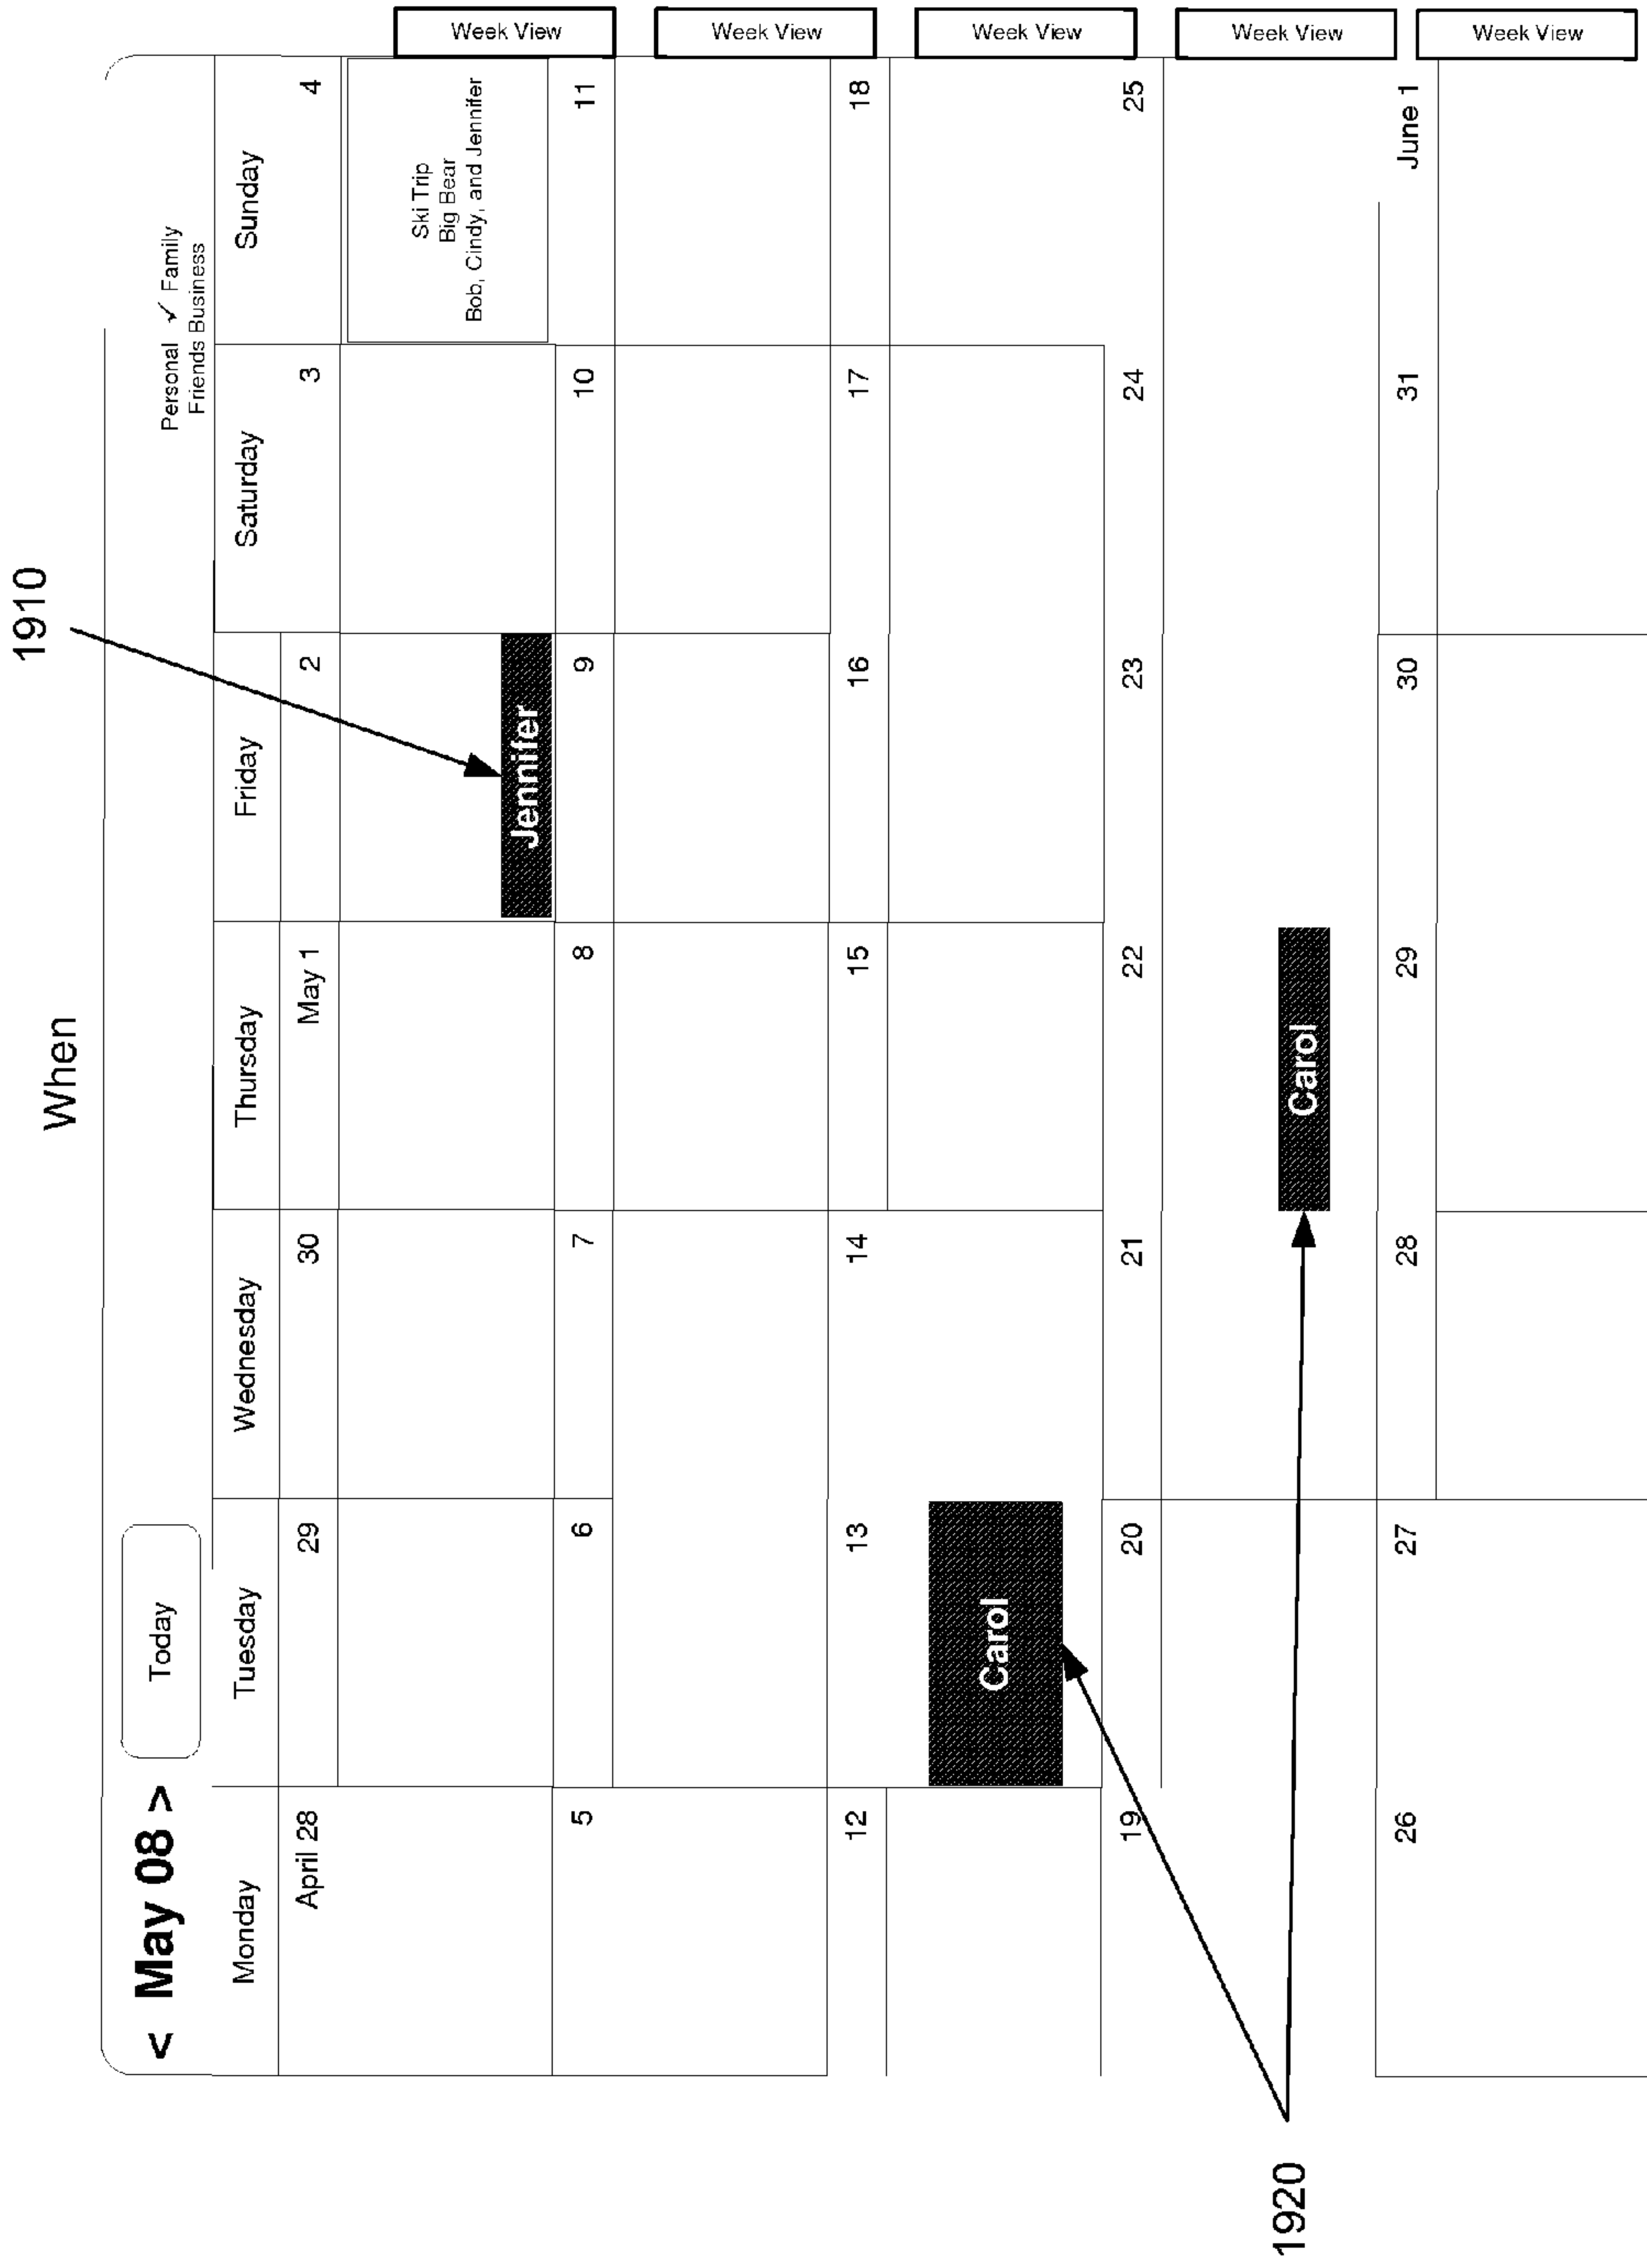 1910
When
< May 08 >
Today
Personal ✓ Family
Friends Business
Monday Tuesday Wednesday Thursday Friday Saturday Sunday
April 28 29 30 May 1 2 3 4
Ski Trip
Big Bear
Bob, Cindy, and Jennifer
Jennifer
Week View
5 6 7 8 9 10 11
Week View
12 13 14 15 16 17 18
Carol
Week View
19 20 21 22 23 24 25
Carol
Week View
26 27 28 29 30 31 June 1
Week View
1920